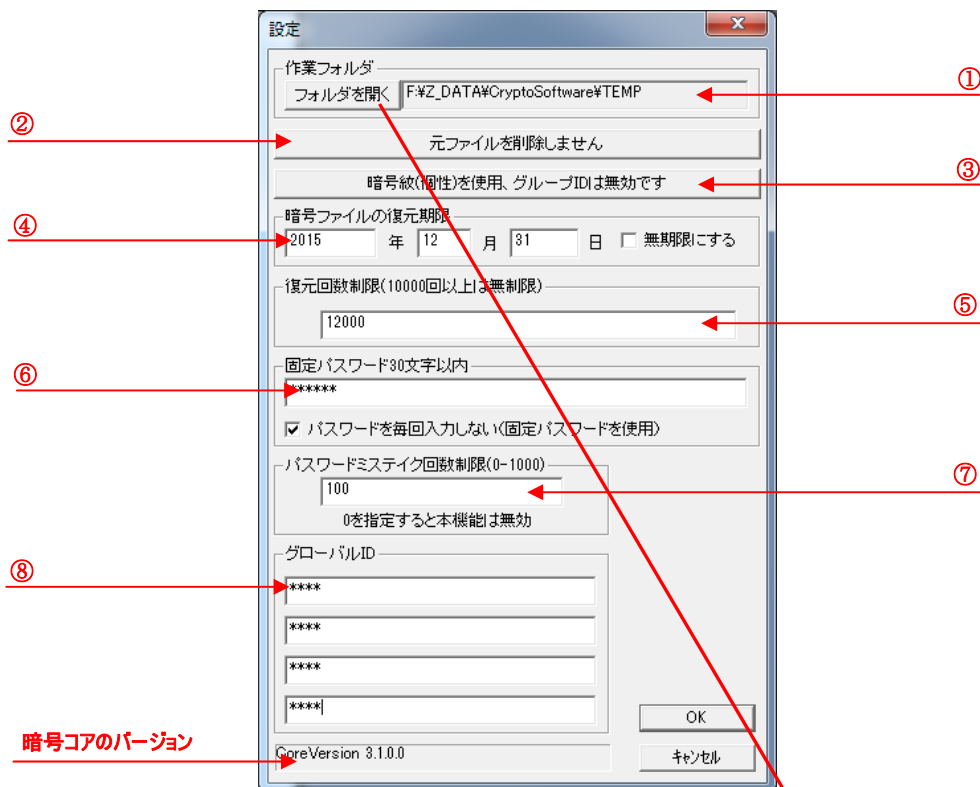 設定
作業フォルダ
フォルダを開く F:¥Z_DATA¥CryptoSoftware¥TEMP
①
②
元ファイルを削除しません
③
暗号紋(個性)を使用、グループIDは無効です
④
暗号ファイルの復元期限
2015 年 12 月 31 日 無期限にする
復元回数制限(10000回以上は無制限)
⑤
12000
⑥
固定パスワード30文字以内
******
パスワードを毎回入力しない(固定パスワードを使用)
パスワードミステイク回数制限(0-1000)
⑦
100
0を指定すると本機能は無効
グローバルID
⑧
****
****
****
****
OK
暗号コアのバージョン
CoreVersion 3.1.0.0
キャンセル